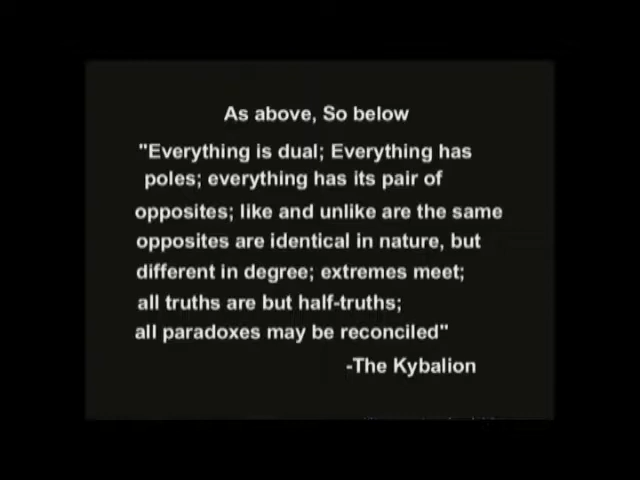 As above, So below
"Everything is dual; Everything has
poles; everything has its pair of
opposites; like and unlike are the same
opposites are identical in nature, but
different in degree; extremes meet;
all truths are but half-truths;
all paradoxes may be reconciled"
-The Kybalion